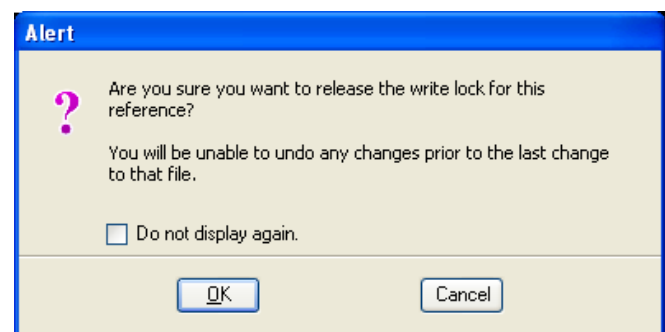 Alert
Are you sure you want to release the write lock for this
reference?
You will be unable to undo any changes prior to the last change
to that file.
Do not display again.
OK
Cancel